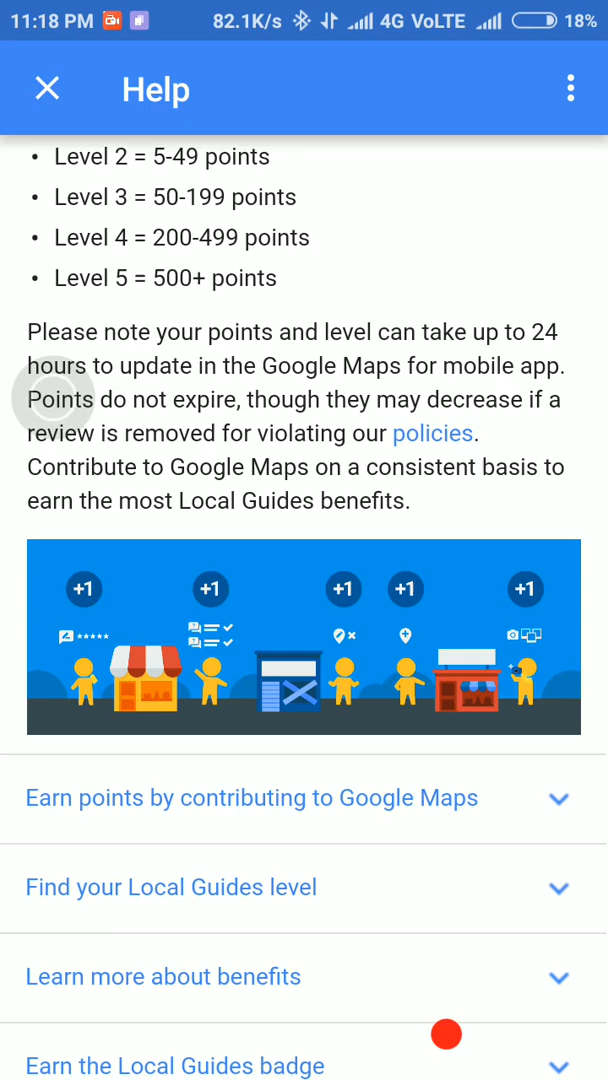 11:18 PM 82.1K/s 4G VoLTE 18%
Help
• Level 2 = 5-49 points
• Level 3 = 50-199 points
• Level 4 = 200-499 points
• Level 5 = 500+ points
Please note your points and level can take up to 24
hours to update in the Google Maps for mobile app.
Points do not expire, though they may decrease if a
review is removed for violating our policies.
Contribute to Google Maps on a consistent basis to
earn the most Local Guides benefits.
+1 +1 +1 +1 +1
Earn points by contributing to Google Maps
Find your Local Guides level
Learn more about benefits
Earn the Local Guides badge